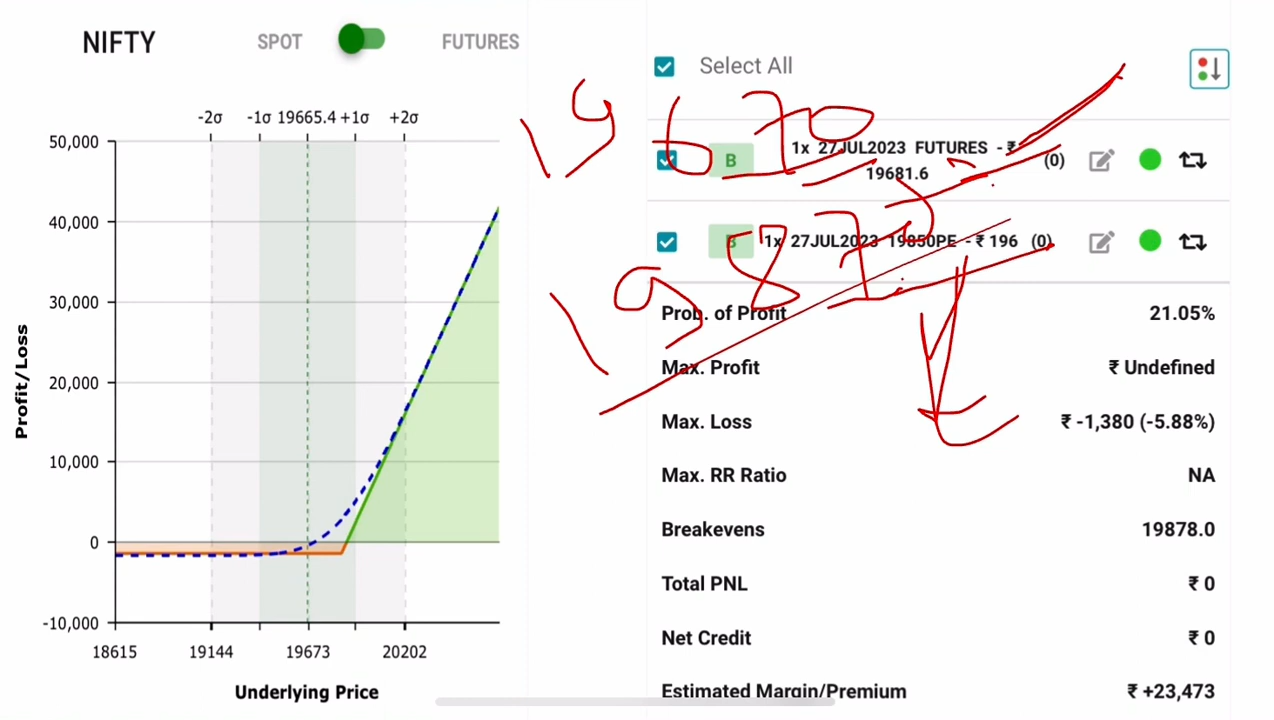 NIFTY
SPOT
FUTURES
-2σ -1σ 19665.4 +1σ +2σ
50,000
40,000
30,000
20,000
10,000
0
-10,000
Profit/Loss
18615 19144 19673 20202
Underlying Price
Select All
19670
B 1x 27JUL2023 FUTURES - ₹ (0)
19681.6
B 1x 27JUL2023 19850PE - ₹ 196 (0)
Prob. of Profit 21.05%
Max. Profit ₹ Undefined
Max. Loss ₹ -1,380 (-5.88%)
Max. RR Ratio NA
Breakevens 19878.0
Total PNL ₹ 0
Net Credit ₹ 0
Estimated Margin/Premium ₹ +23,473